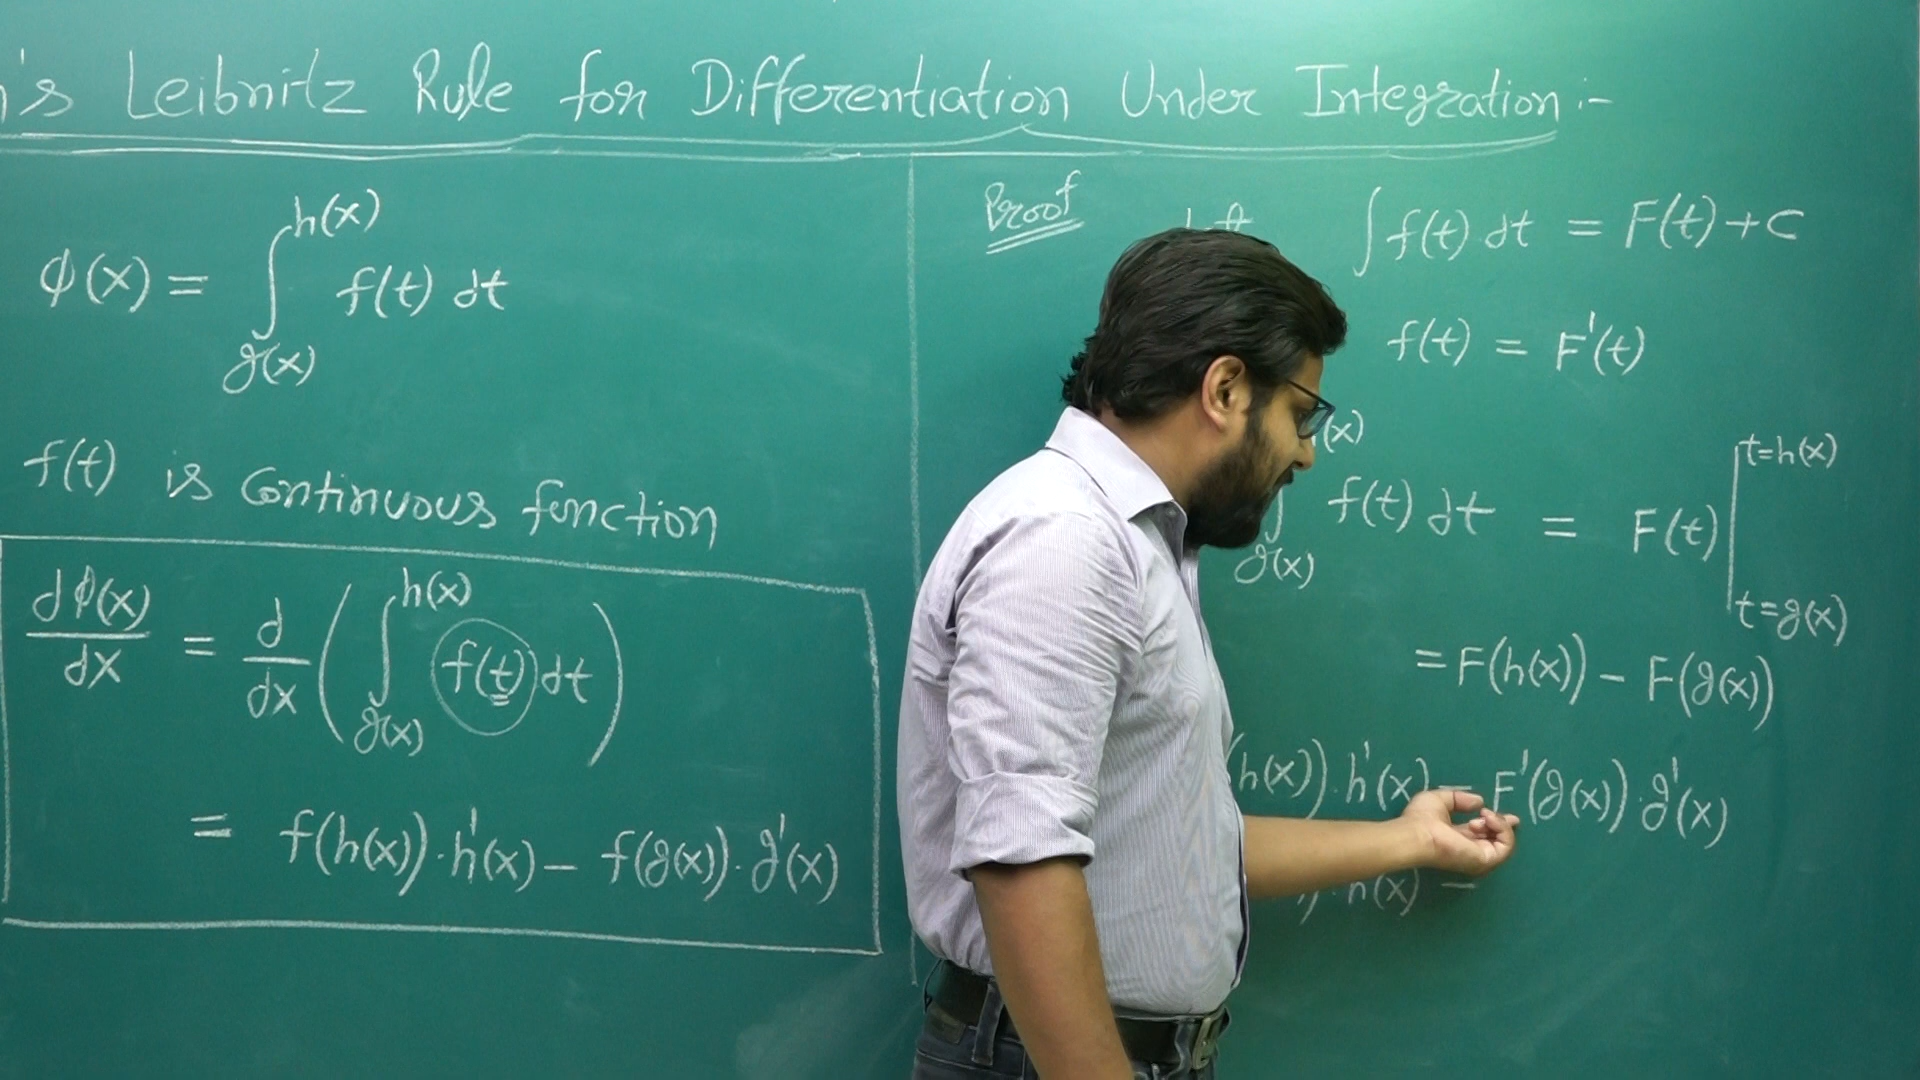 's Leibnitz Rule for Differentiation Under Integration :-
φ(x) = ∫_{g(x)}^{h(x)} f(t) dt
f(t) is continuous function
dφ(x)/dx = d/dx ( ∫_{g(x)}^{h(x)} f(t) dt )
= f(h(x)) · h'(x) - f(g(x)) · g'(x)
Proof
∫ f(t) dt = F(t) + C
f(t) = F'(t)
∫_{g(x)}^{(x)} f(t) dt = F(t) |_{t=g(x)}^{t=h(x)}
= F(h(x)) - F(g(x))
(h(x)) · h'(x) - F'(g(x)) · g'(x)
) · h'(x) -